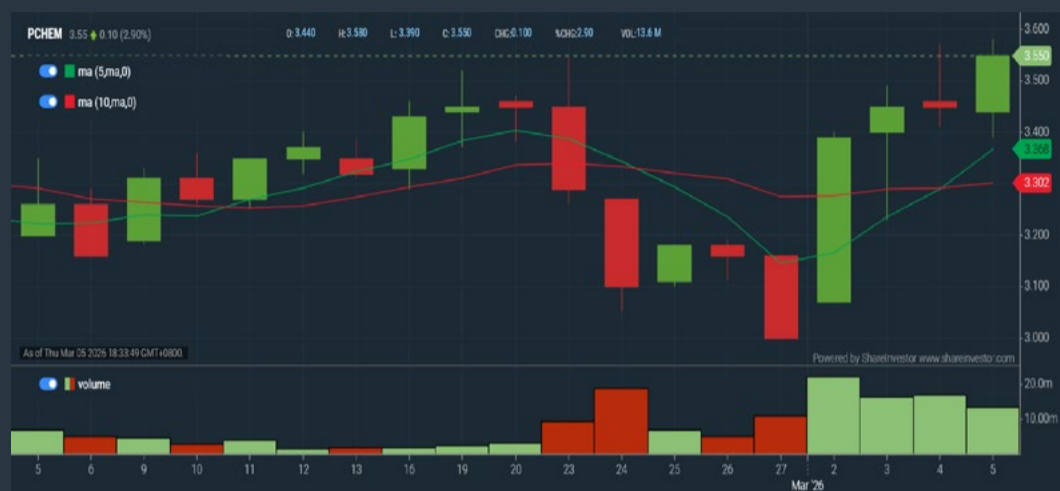 PCHEM 3.55 0.10 (2.90%) O: 3.440 H: 3.580 L: 3.390 C: 3.550 CHG:0.100 %CHG:2.90 VOL:13.6 M
ma (5,ma,0)
ma (10,ma,0)
3.600
3.550
3.500
3.400
3.368
3.302
3.200
3.100
3.000
As of Thu Mar 05 2026 18:33:49 GMT+0800
Powered by ShareInvestor www.shareinvestor.com
volume
20.0m
10.00m
5 6 9 10 11 12 13 16 19 20 23 24 25 26 27 2 3 4 5
Mar '26